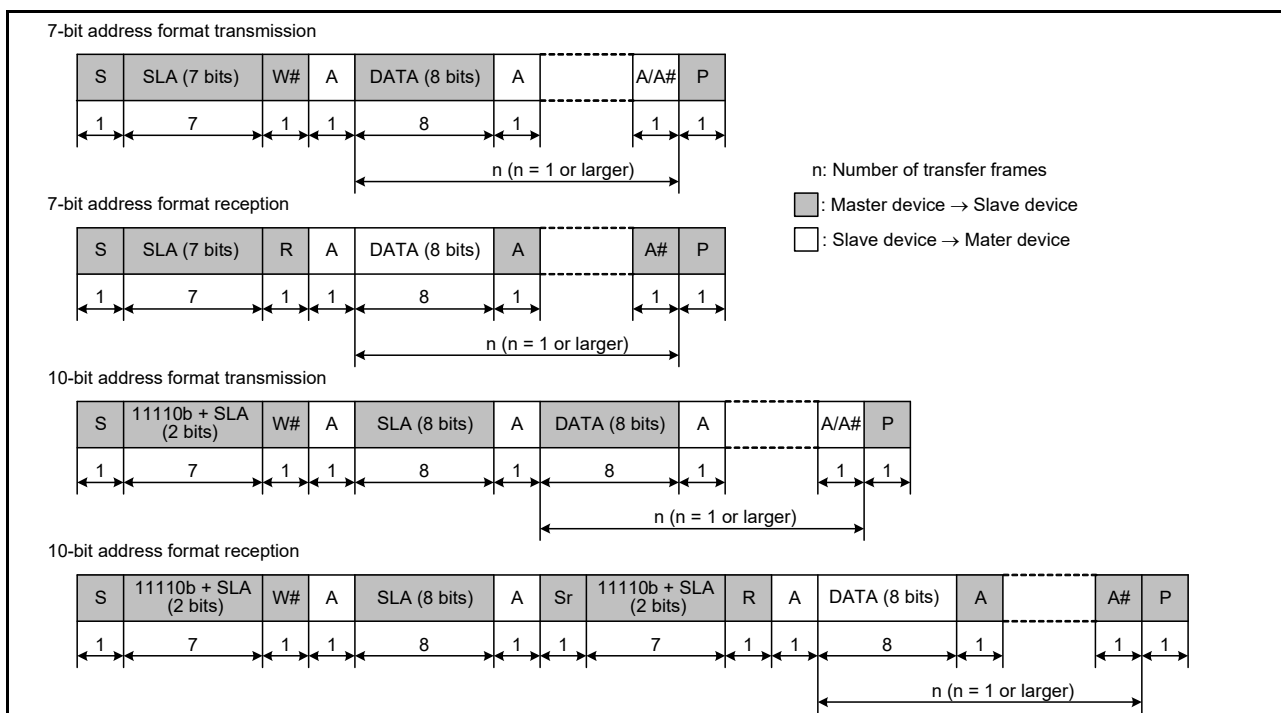 7-bit address format transmission
S SLA (7 bits) W# A DATA (8 bits) A A/A# P
1 7 1 1 8 1 1 1
n (n = 1 or larger)
n: Number of transfer frames
: Master device → Slave device
: Slave device → Mater device
7-bit address format reception
S SLA (7 bits) R A DATA (8 bits) A A# P
1 7 1 1 8 1 1 1
n (n = 1 or larger)
10-bit address format transmission
S 11110b + SLA (2 bits) W# A SLA (8 bits) A DATA (8 bits) A A/A# P
1 7 1 1 8 1 8 1 1 1
n (n = 1 or larger)
10-bit address format reception
S 11110b + SLA (2 bits) W# A SLA (8 bits) A Sr 11110b + SLA (2 bits) R A DATA (8 bits) A A# P
1 7 1 1 8 1 1 7 1 1 8 1 1 1
n (n = 1 or larger)